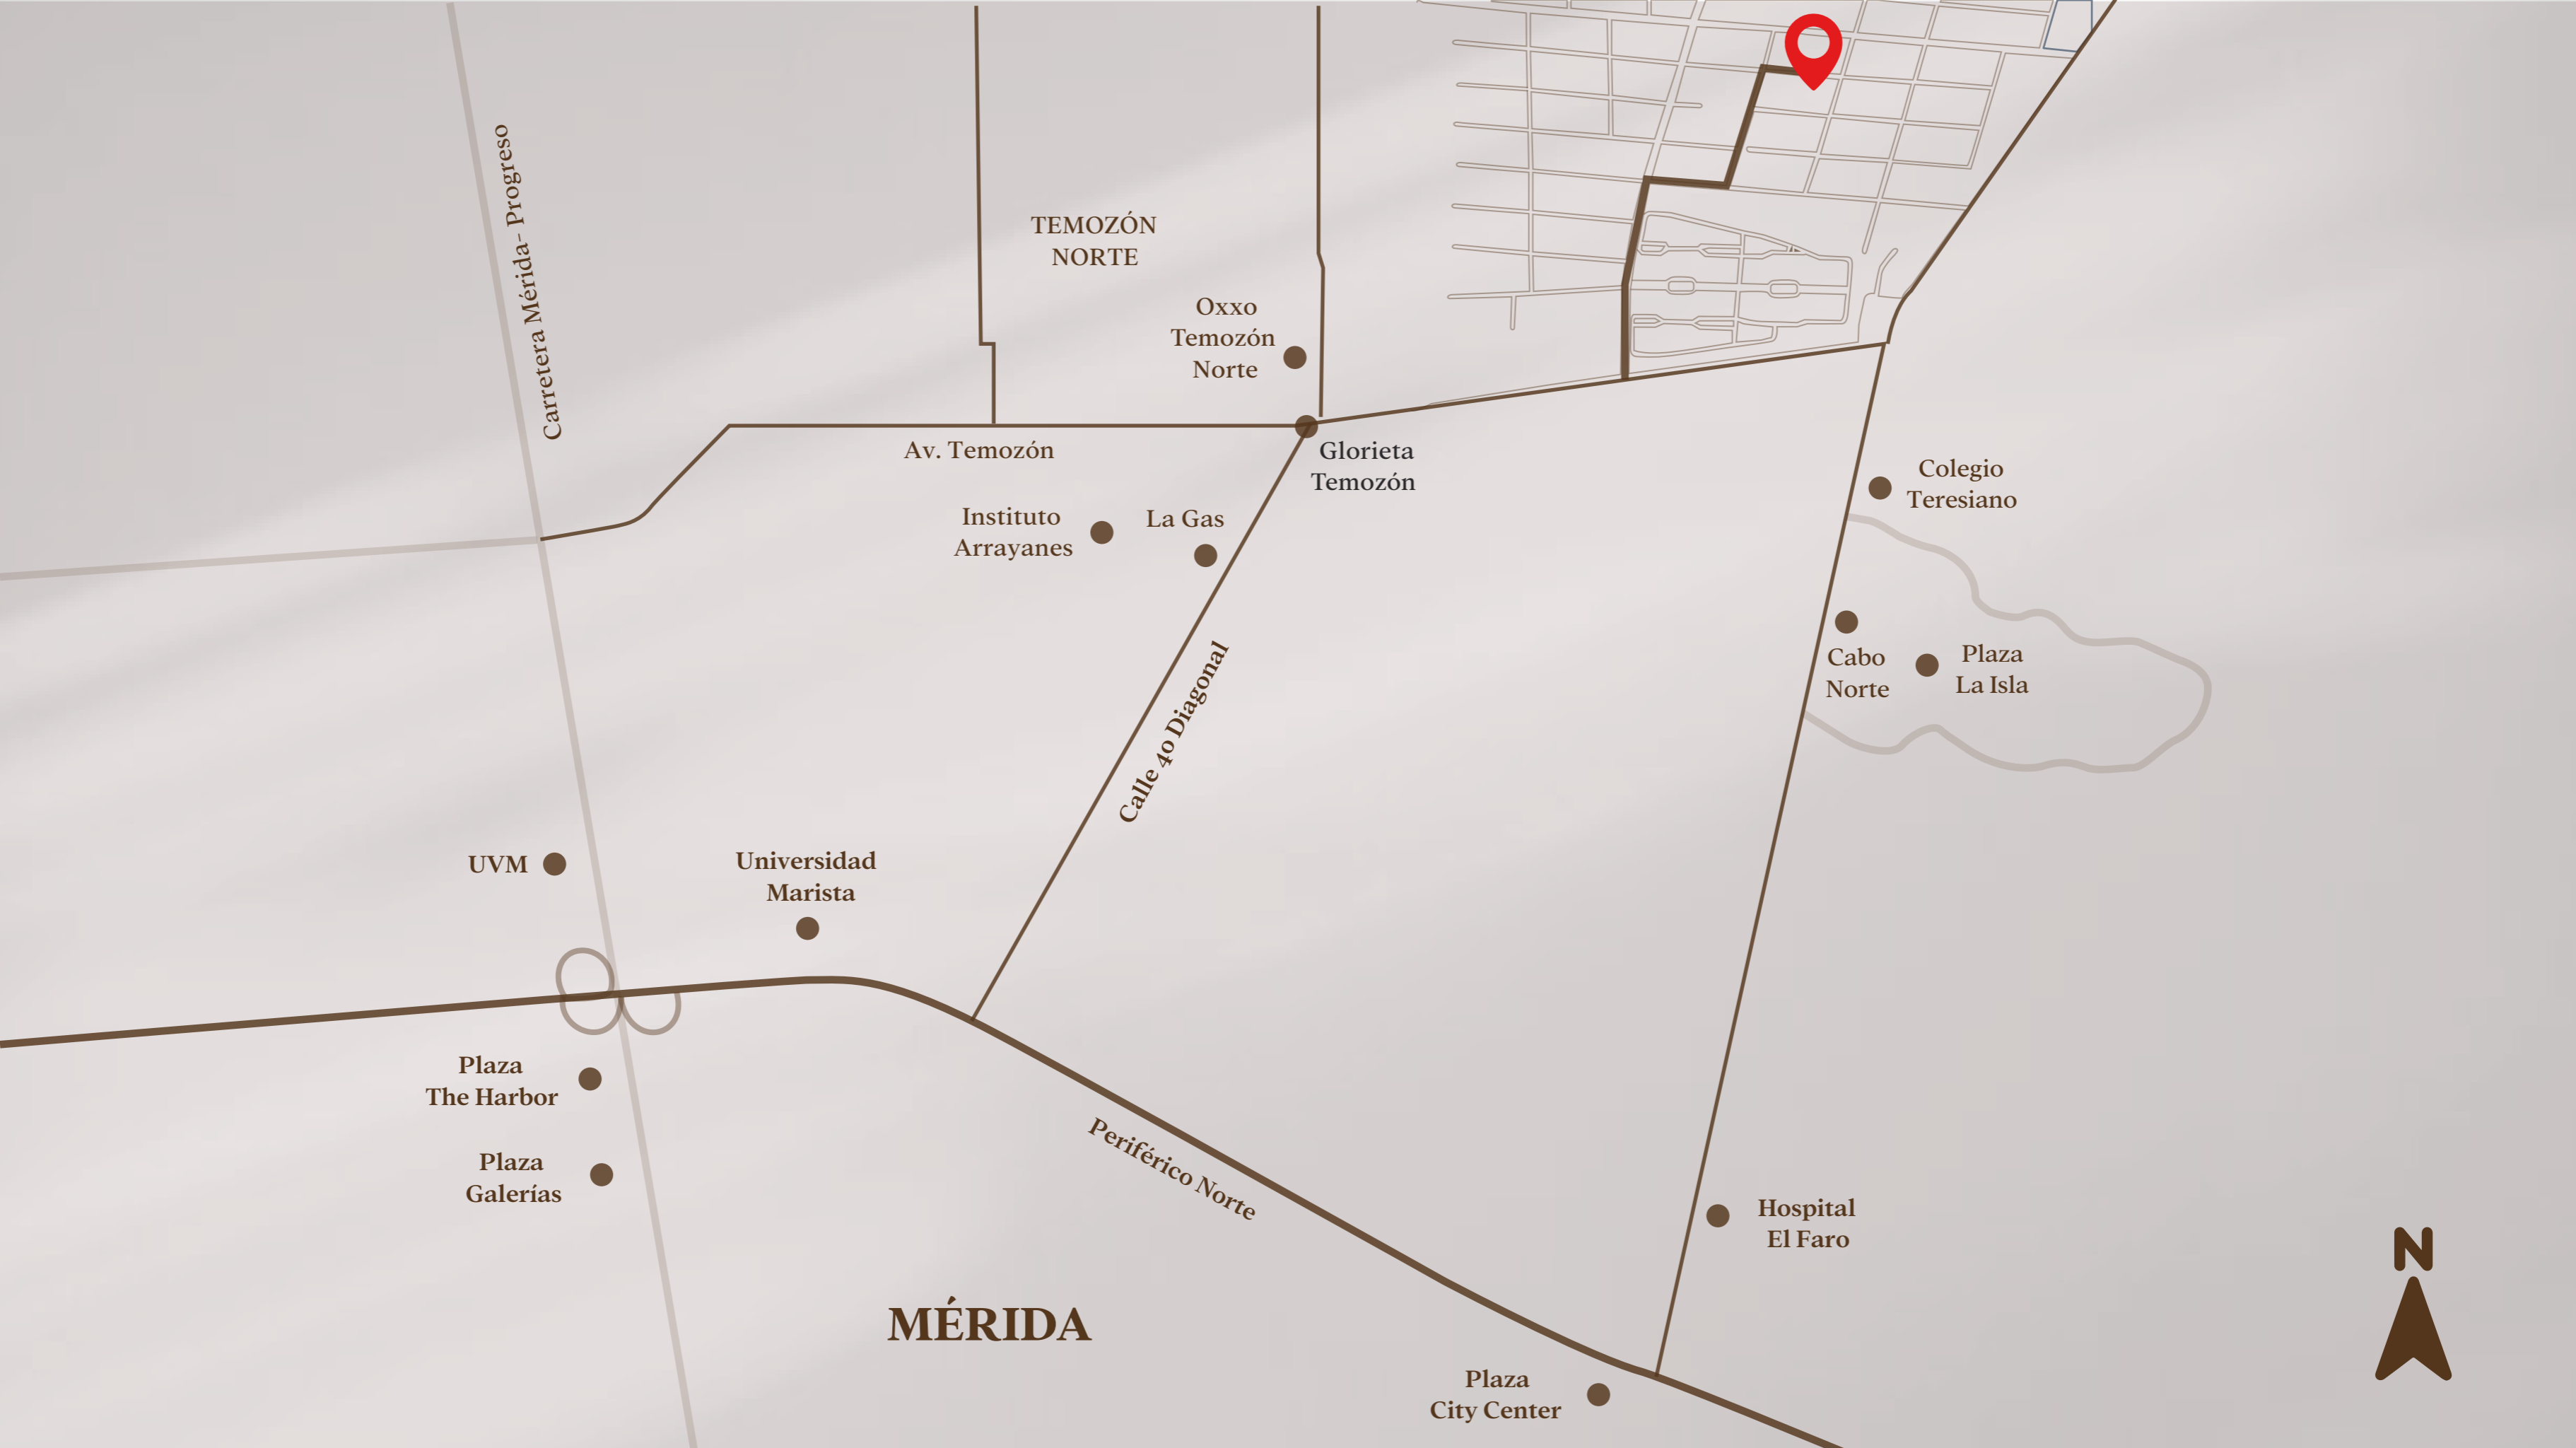 Carretera Mérida- Progreso
TEMOZÓN
NORTE
Oxxo
Temozón
Norte
Av. Temozón
Glorieta
Temozón
Instituto
Arrayanes
La Gas
Colegio
Teresiano
Cabo
Norte
Plaza
La Isla
Calle 40 Diagonal
UVM
Universidad
Marista
Plaza
The Harbor
Plaza
Galerías
Periférico Norte
Hospital
El Faro
N
MÉRIDA
Plaza
City Center